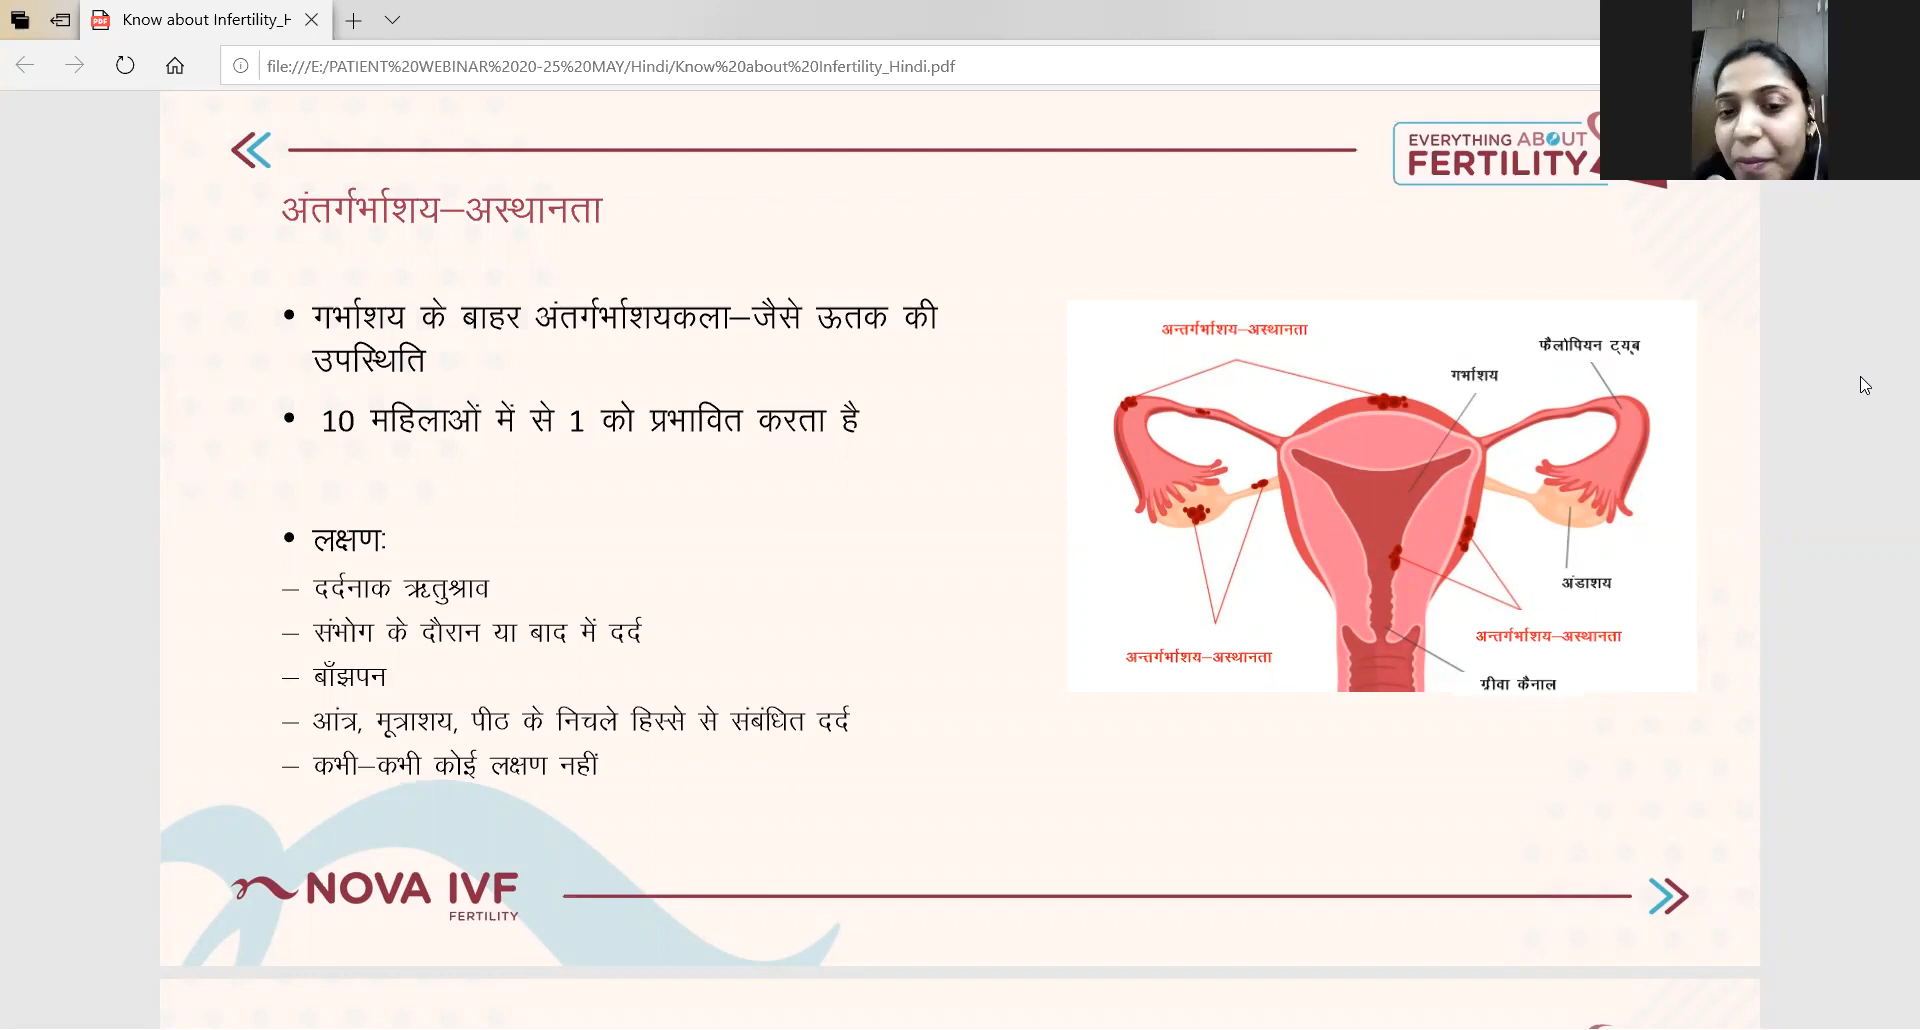 Know about Infertility_H
file:///E:/PATIENT%20WEBINAR%2020-25%20MAY/Hindi/Know%20about%20Infertility_Hindi.pdf
EVERYTHING ABOUT
FERTILITY
अंतर्गर्भाशय–अस्थानता
• गर्भाशय के बाहर अंतर्गर्भाशयकला–जैसे ऊतक की
उपस्थिति
• 10 महिलाओं में से 1 को प्रभावित करता है
• लक्षण:
– दर्दनाक ऋतुश्राव
– संभोग के दौरान या बाद में दर्द
– बाँझपन
– आंत्र, मूत्राशय, पीठ के निचले हिस्से से संबंधित दर्द
– कभी–कभी कोई लक्षण नहीं
अन्तर्गर्भाशय–अस्थानता
फैलोपियन ट्यूब
गर्भाशय
अंडाशय
अन्तर्गर्भाशय–अस्थानता
अन्तर्गर्भाशय–अस्थानता
ग्रीवा कैनाल
NOVA IVF
FERTILITY